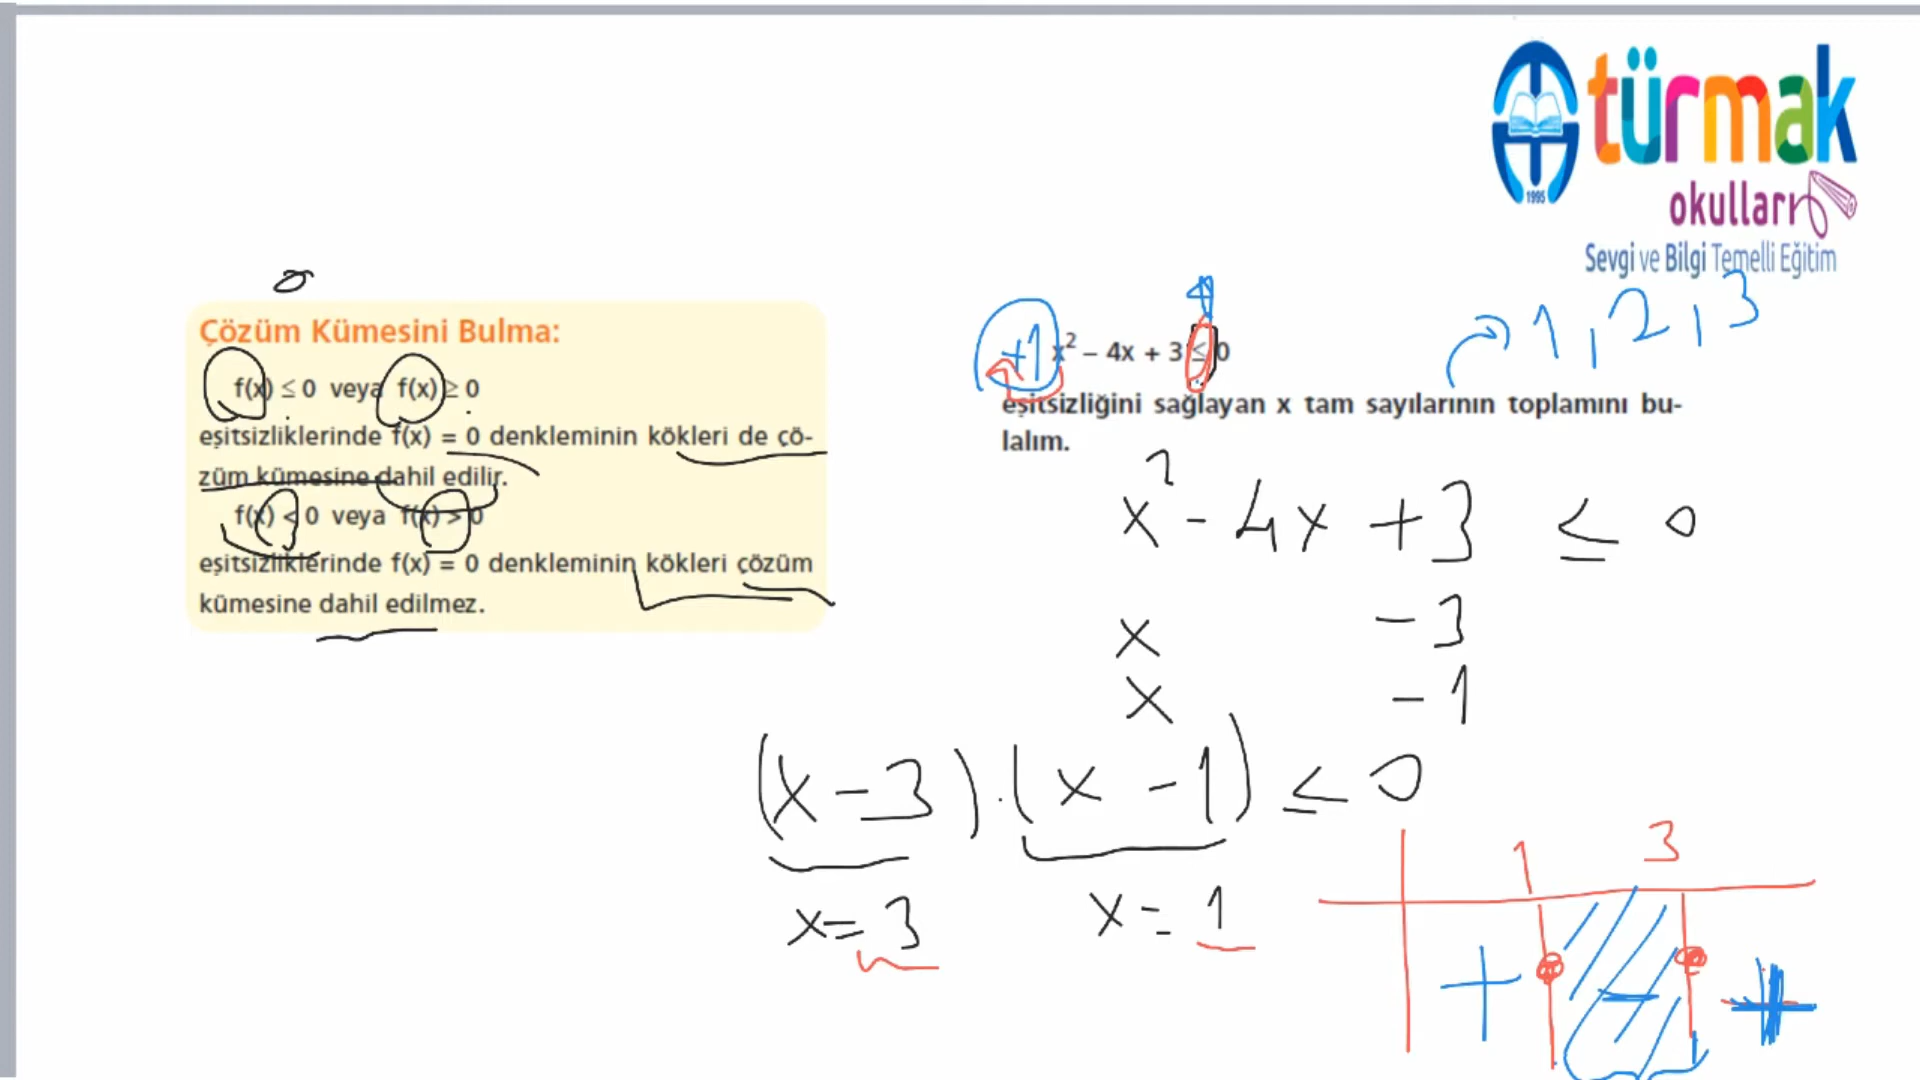 türmak
okulları
1995
Sevgi ve Bilgi Temelli Eğitim
Çözüm Kümesini Bulma:
f(x) ≤ 0 veya f(x) ≥ 0
eşitsizliklerinde f(x) = 0 denkleminin kökleri de çö-
züm kümesine dahil edilir.
f(x) < 0 veya f(x) > 0
eşitsizliklerinde f(x) = 0 denkleminin kökleri çözüm
kümesine dahil edilmez.
1, 2, 3
+1 x² – 4x + 3 ≤ 0
eşitsizliğini sağlayan x tam sayılarının toplamını bu-
lalım.
x² - 4x + 3 ≤ 0
x - 3
x - 1
(x - 3) . (x - 1) ≤ 0
x = 3 x = 1
1 3
+ - +